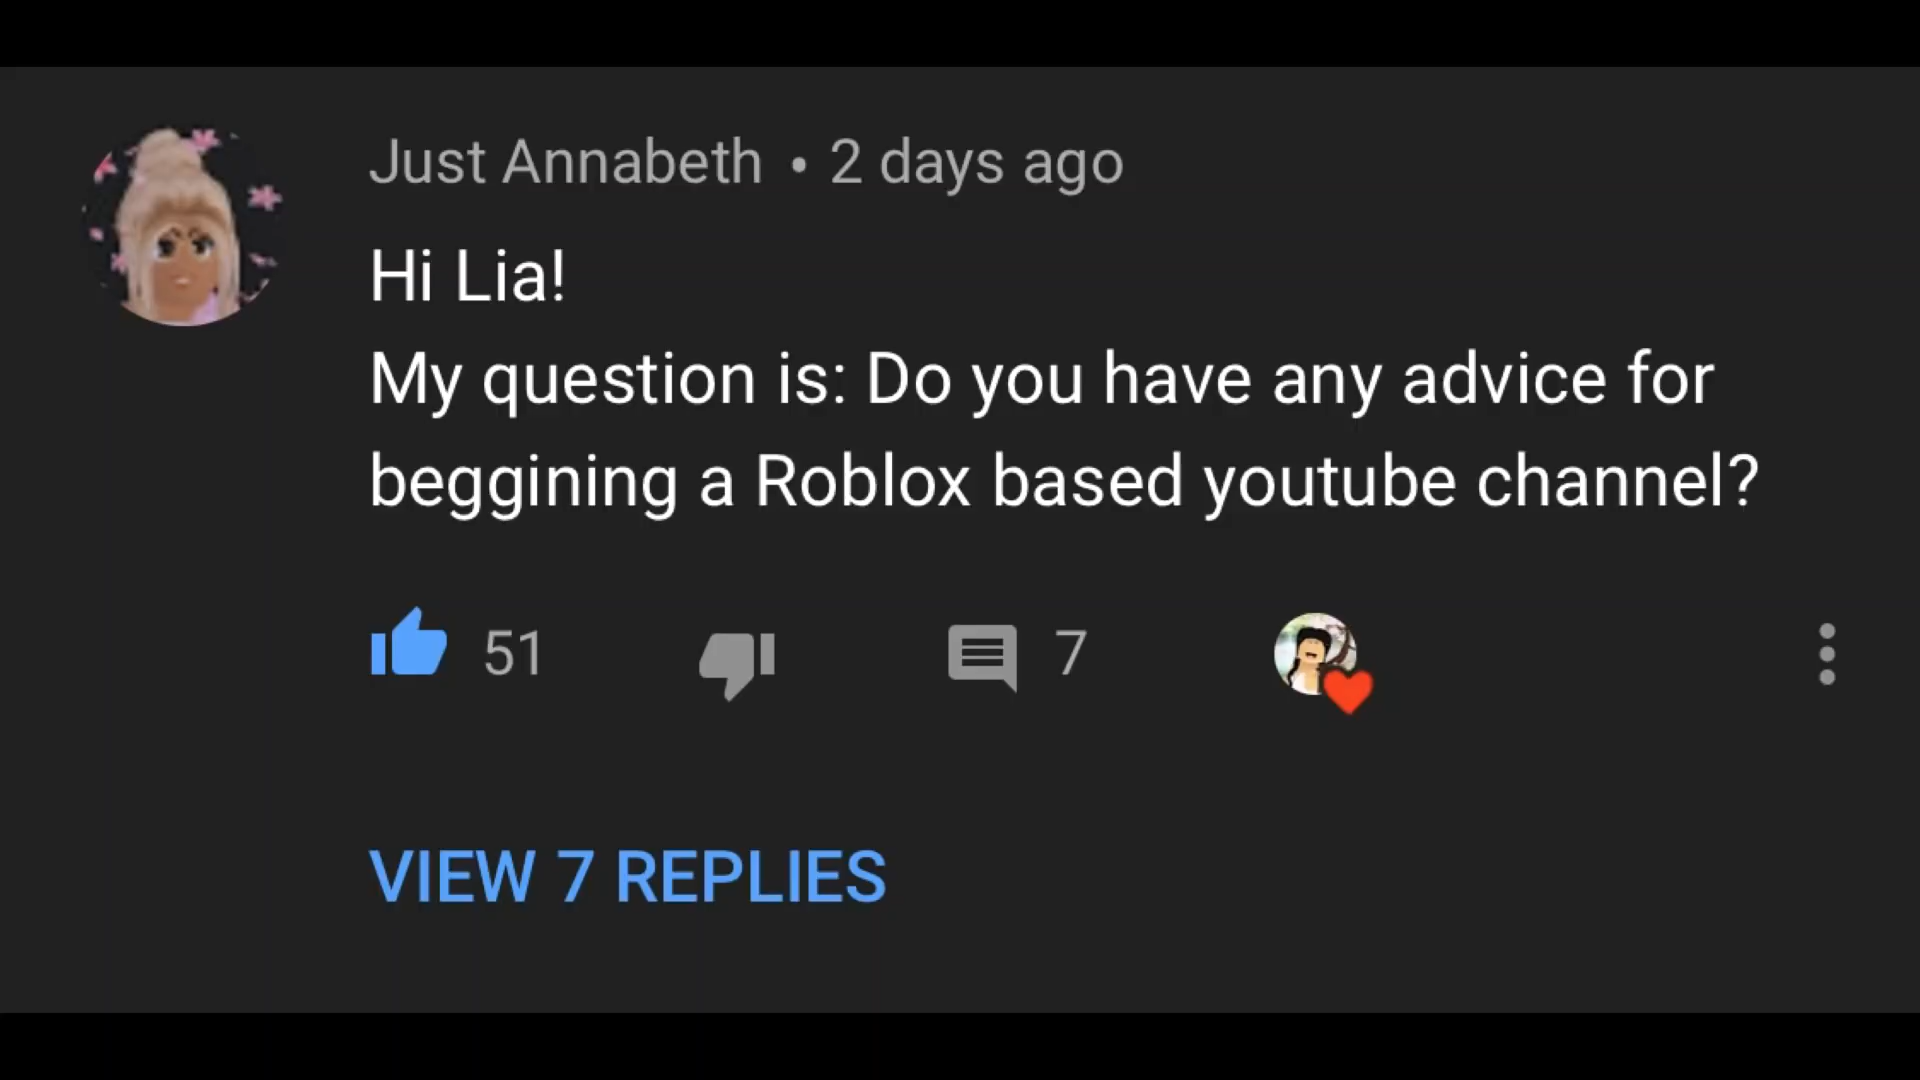 Just Annabeth • 2 days ago
Hi Lia!
My question is: Do you have any advice for
beggining a Roblox based youtube channel?
51 7
VIEW 7 REPLIES